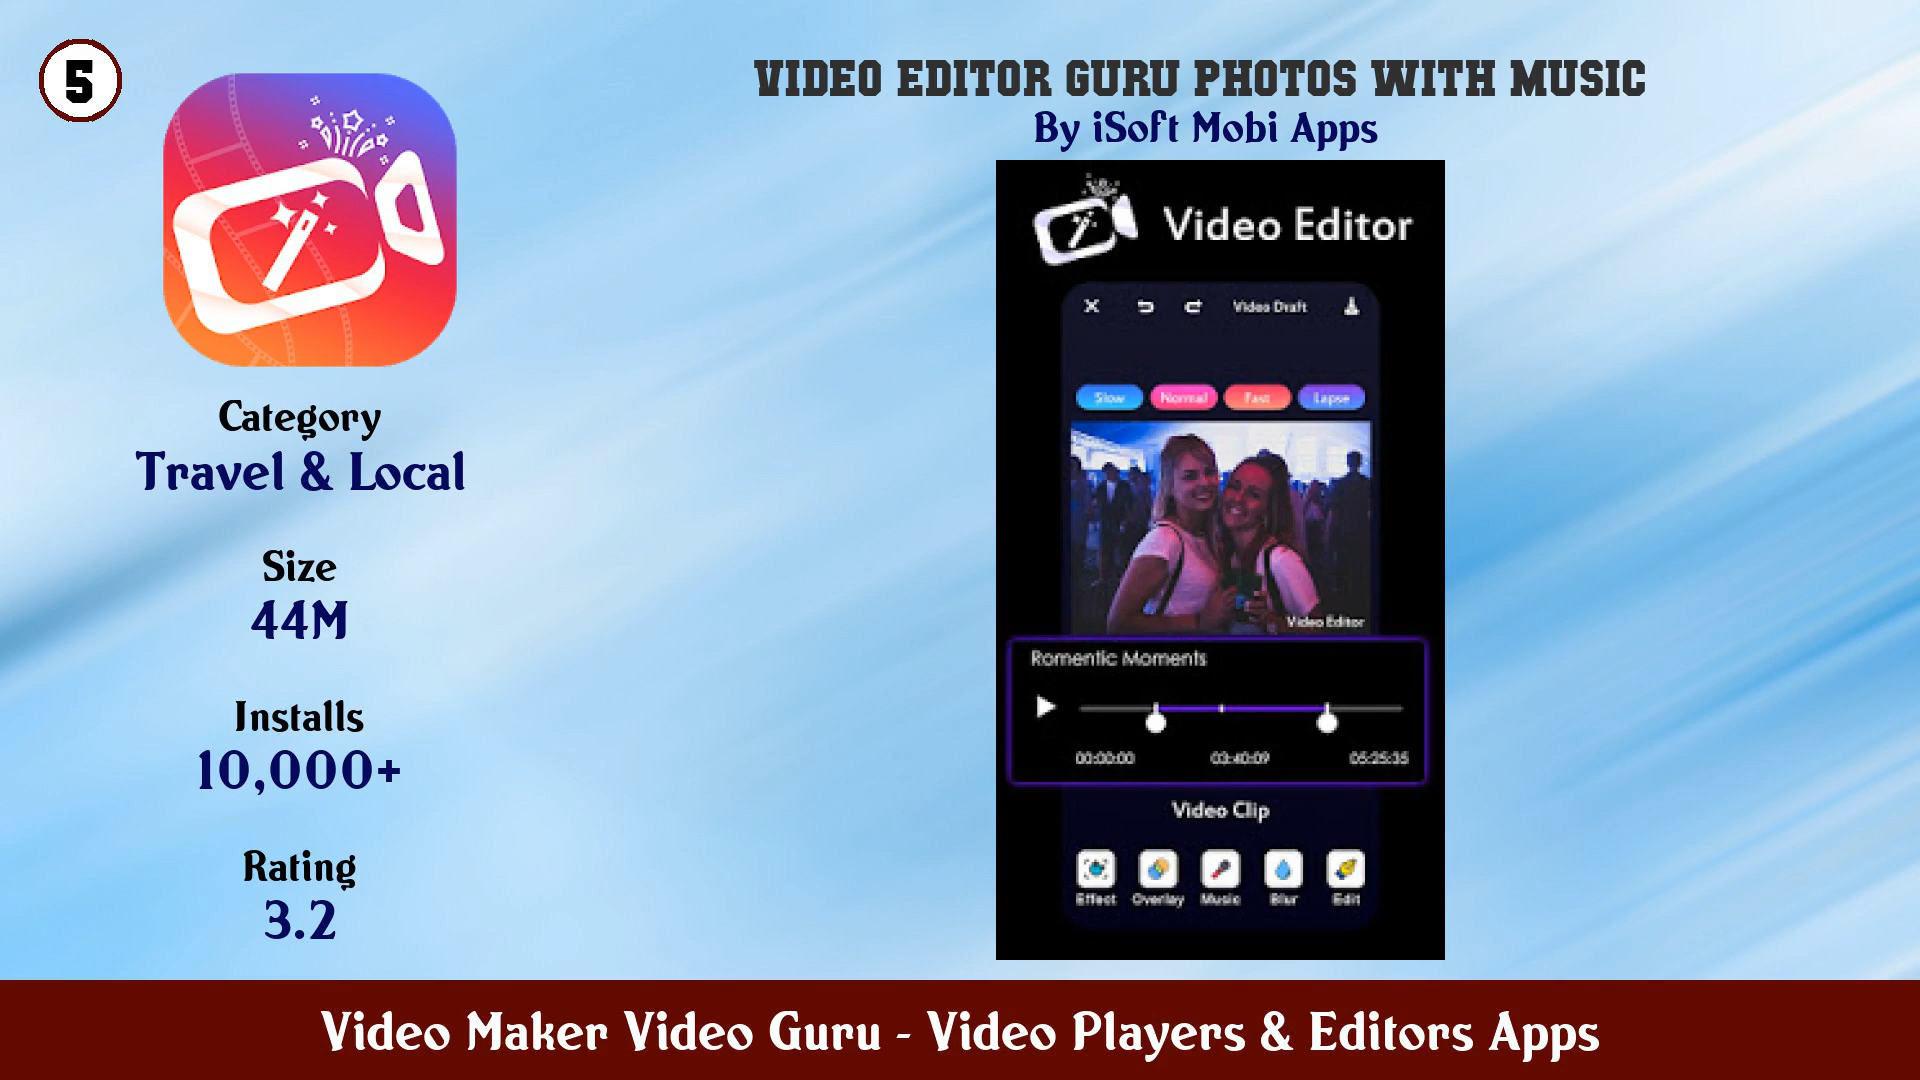 5
VIDEO EDITOR GURU PHOTOS WITH MUSIC
By iSoft Mobi Apps
Category
Travel & Local
Size
44M
Installs
10,000+
Rating
3.2
Video Editor
Video Draft
Slow Normal Fast Lapse
Video Editor
Romentic Moments
00:00:00 03:40:09 05:25:35
Video Clip
Effect Overlay Music Blur Edit
Video Maker Video Guru - Video Players & Editors Apps